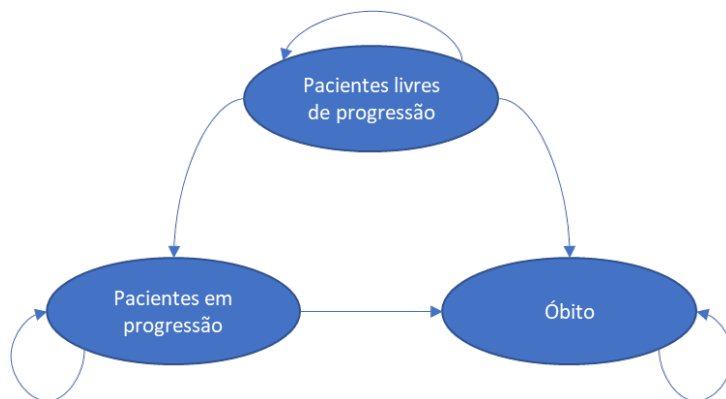 Pacientes livres
de progressão
Pacientes em
progressão
Óbito